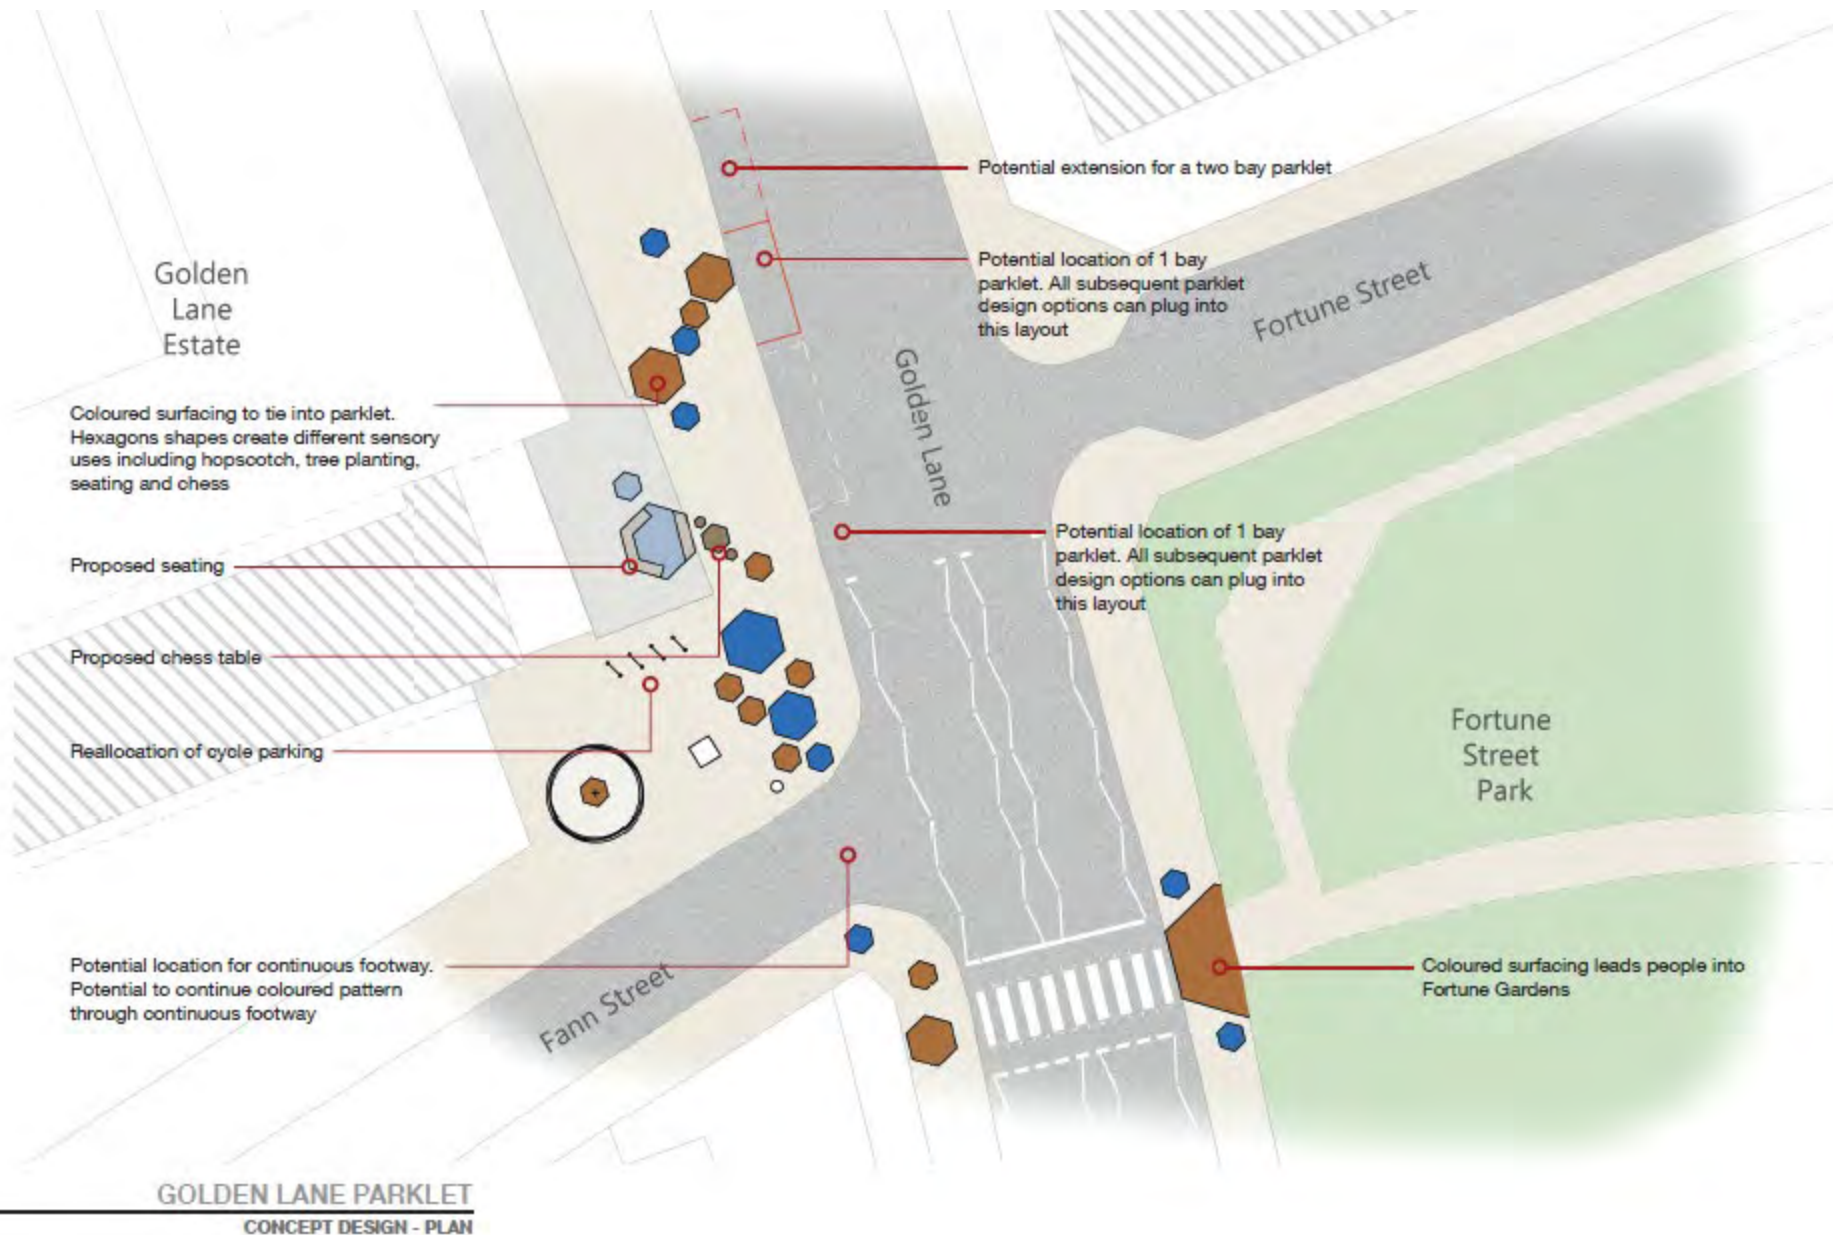 Potential extension for a two bay parklet
Golden
Lane
Estate
Potential location of 1 bay
parklet. All subsequent parklet
design options can plug into
this layout
Fortune Street
Golden Lane
Coloured surfacing to tie into parklet.
Hexagons shapes create different sensory
uses including hopscotch, tree planting,
seating and chess
Potential location of 1 bay
parklet. All subsequent parklet
design options can plug into
this layout
Proposed seating
Proposed chess table
Reallocation of cycle parking
Fortune
Street
Park
Potential location for continuous footway.
Potential to continue coloured pattern
through continuous footway
Fann Street
Coloured surfacing leads people into
Fortune Gardens
GOLDEN LANE PARKLET
CONCEPT DESIGN - PLAN